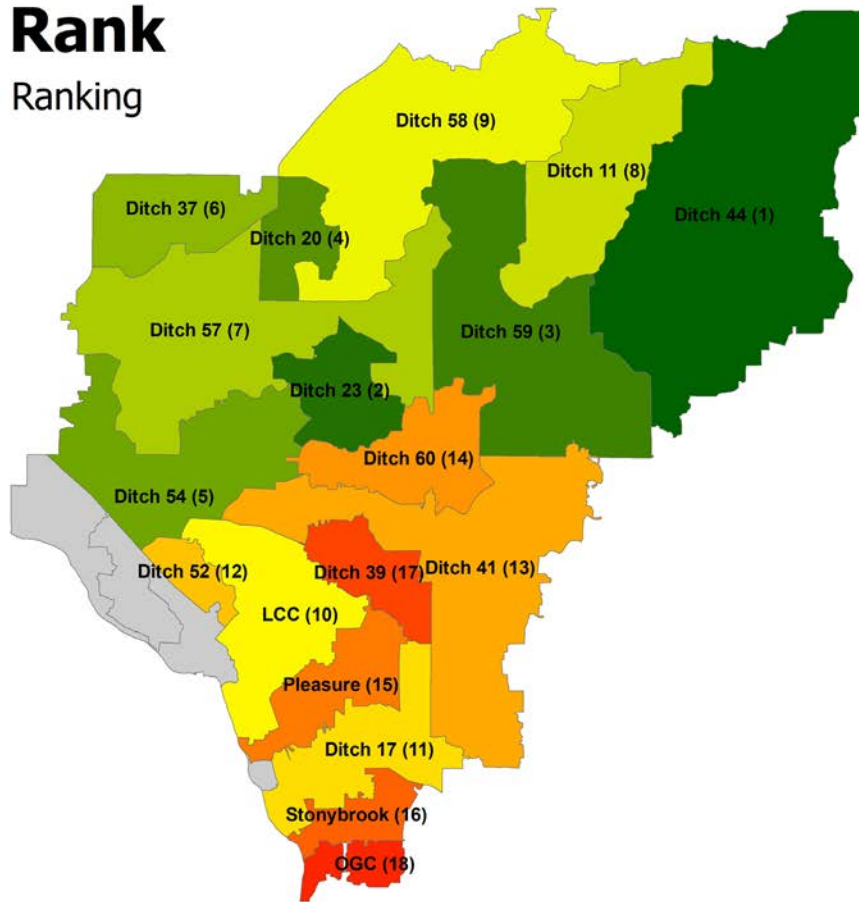 Rank
Ranking
Ditch 58 (9)
Ditch 11 (8)
Ditch 37 (6)
Ditch 44 (1)
Ditch 20 (4)
Ditch 57 (7)
Ditch 59 (3)
Ditch 23 (2)
Ditch 60 (14)
Ditch 54 (5)
Ditch 52 (12)
Ditch 39 (17)
Ditch 41 (13)
LCC (10)
Pleasure (15)
Ditch 17 (11)
Stonybrook (16)
OGC (18)